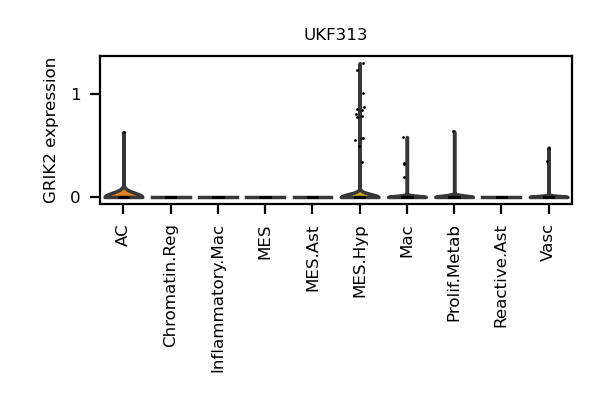 UKF313
GRIK2 expression
1
0
AC
Chromatin.Reg
Inflammatory.Mac
MES
MES.Ast
MES.Hyp
Mac
Prolif.Metab
Reactive.Ast
Vasc